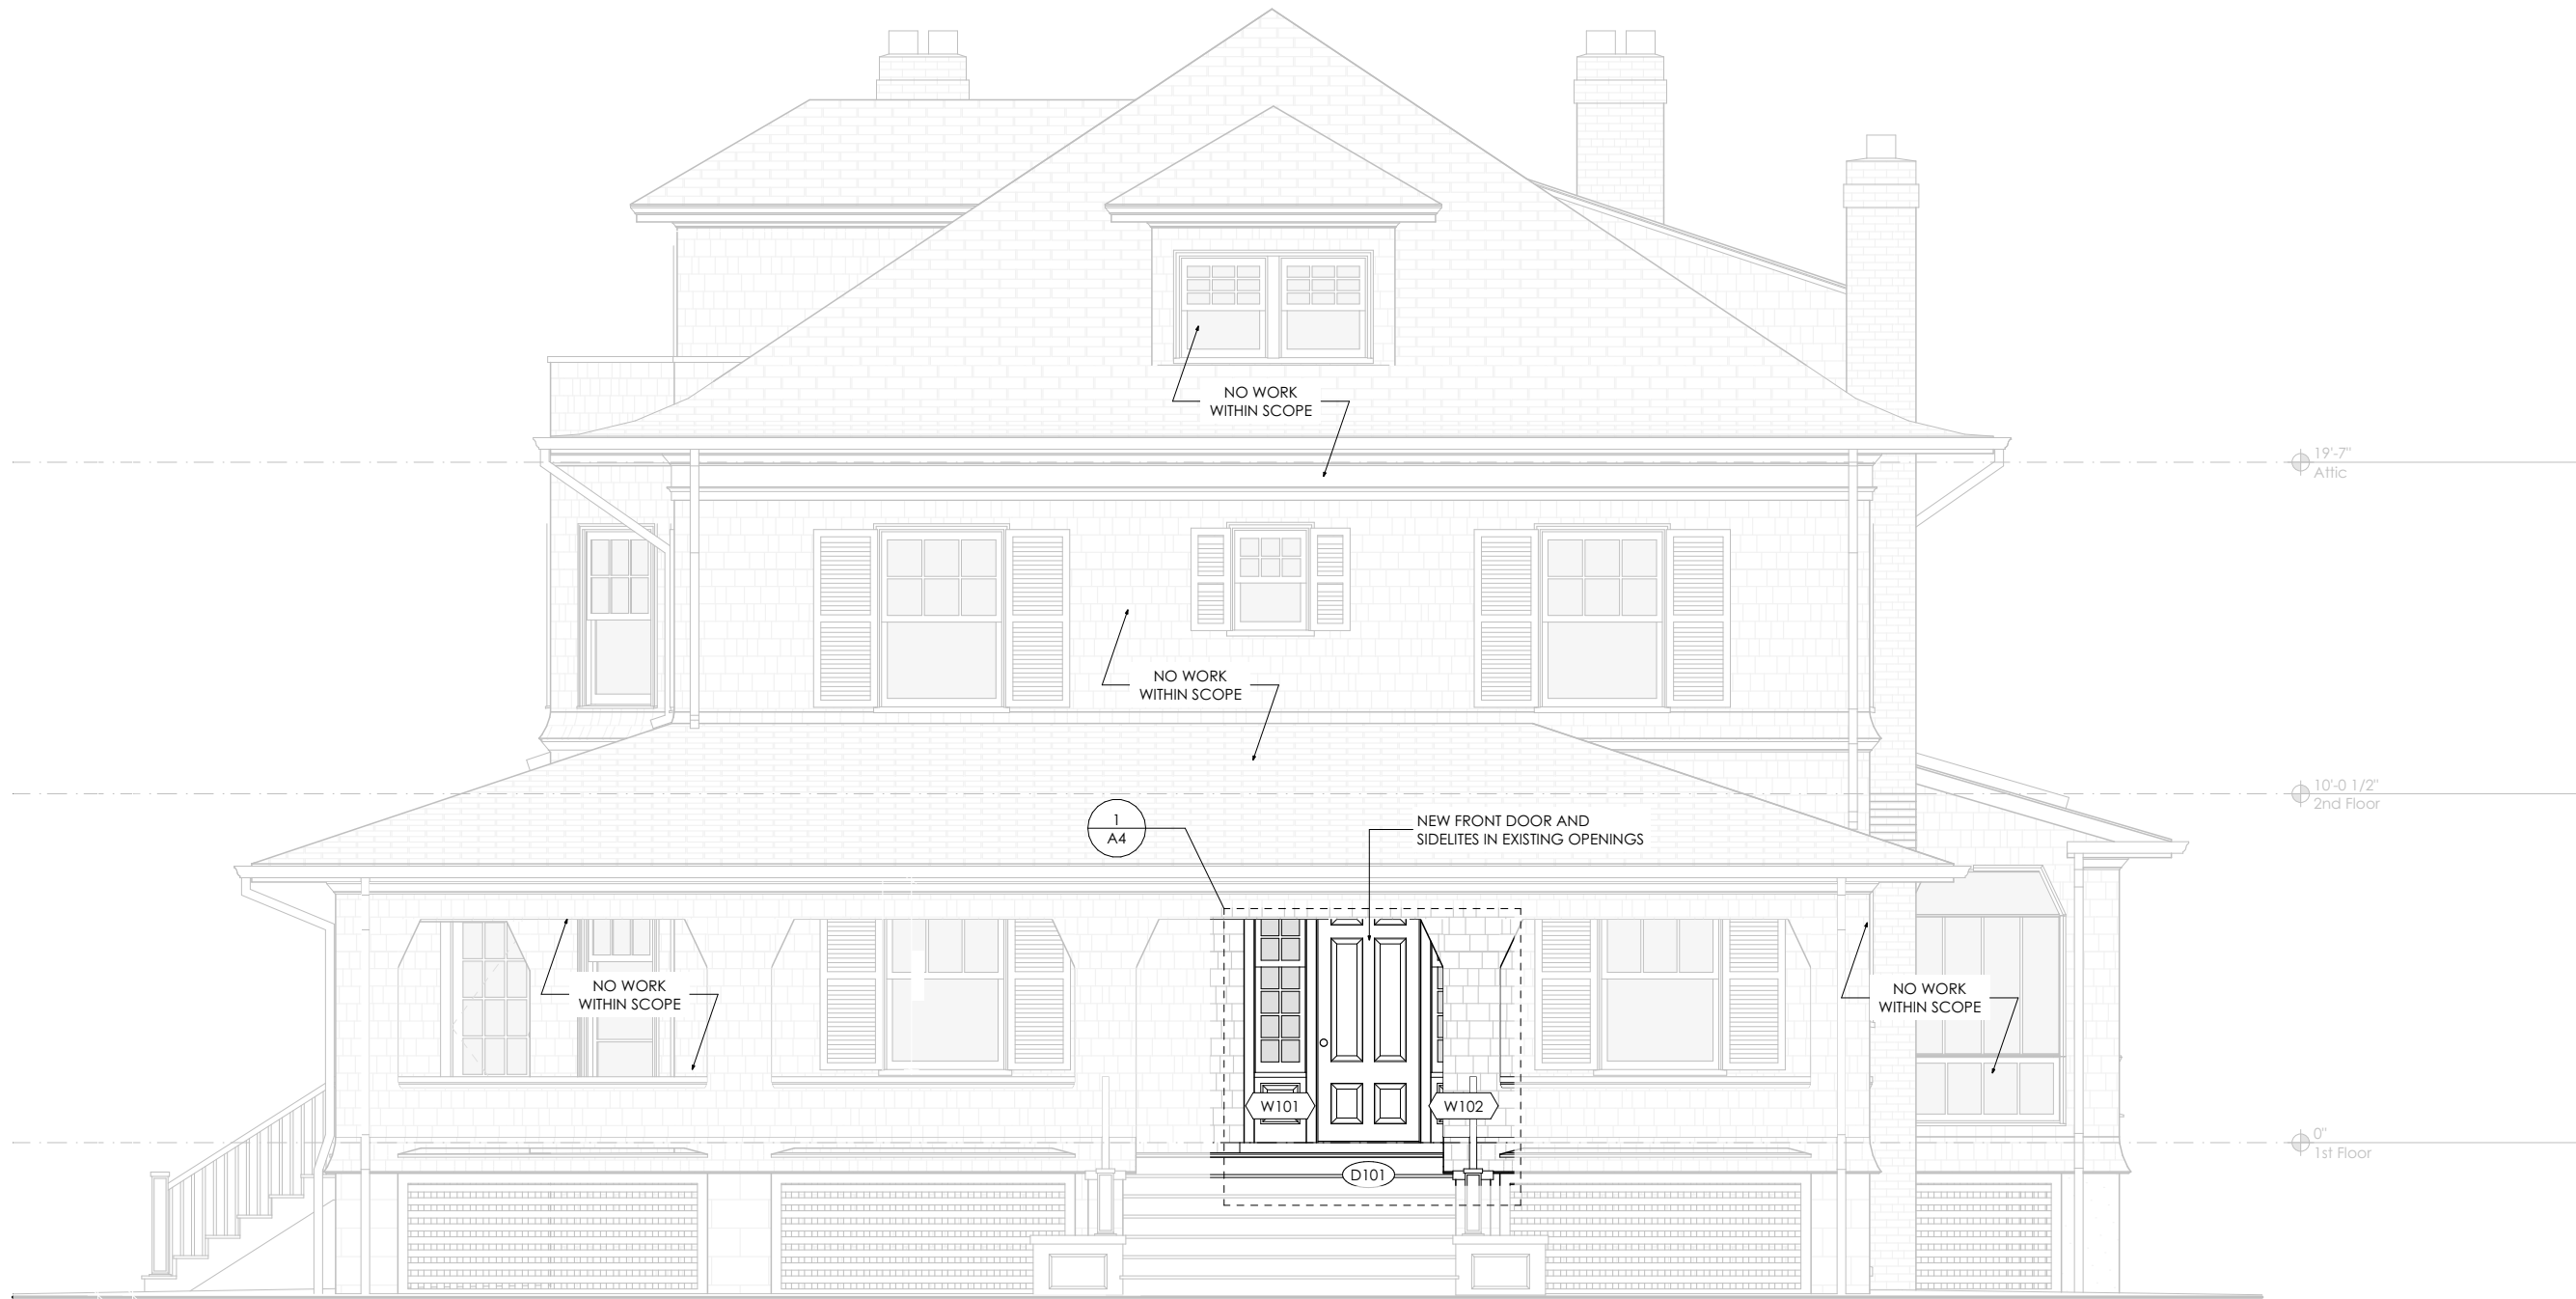 NO WORK
WITHIN SCOPE
19'-7"
Attic
NO WORK
WITHIN SCOPE
10'-0 1/2"
2nd Floor
1
A4
NEW FRONT DOOR AND
SIDELITES IN EXISTING OPENINGS
NO WORK
WITHIN SCOPE
NO WORK
WITHIN SCOPE
W101
W102
0"
1st Floor
D101